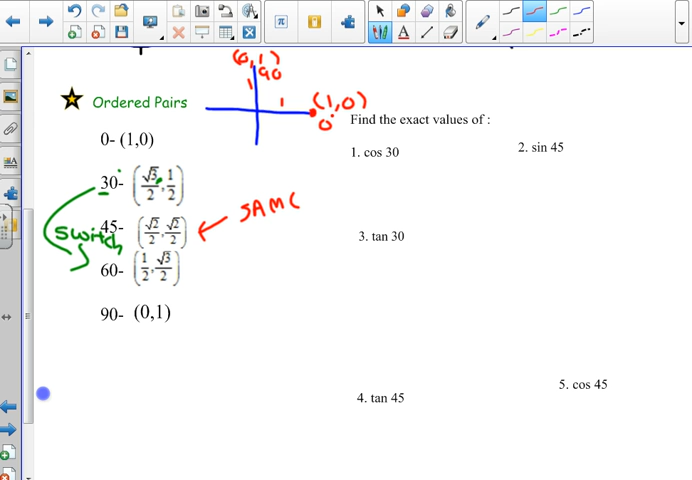 (0,1)
90
1
1
(1,0)
0°
Ordered Pairs
0- (1,0)
30- (√3/2, 1/2)
45- (√2/2, √2/2)
SAME
switch
60- (1/2, √3/2)
90- (0,1)
Find the exact values of :
1. cos 30
2. sin 45
3. tan 30
5. cos 45
4. tan 45